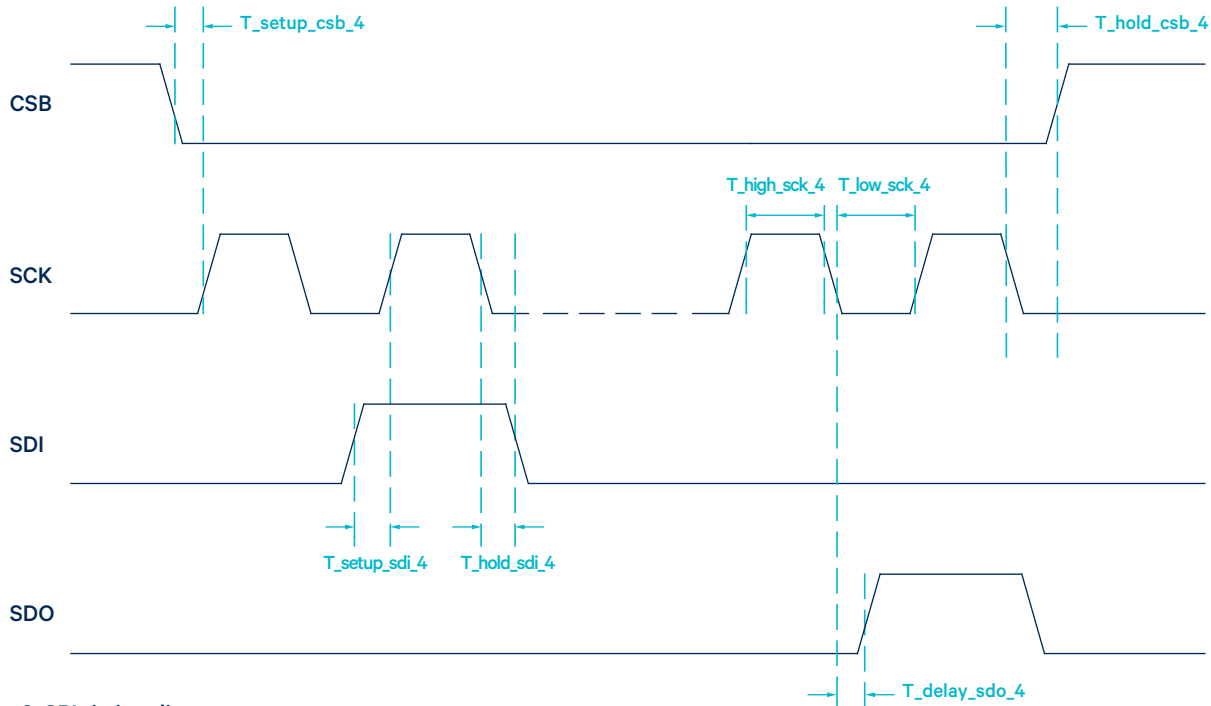 T_setup_csb_4
T_hold_csb_4
CSB
T_high_sck_4
T_low_sck_4
SCK
SDI
T_setup_sdi_4
T_hold_sdi_4
SDO
T_delay_sdo_4